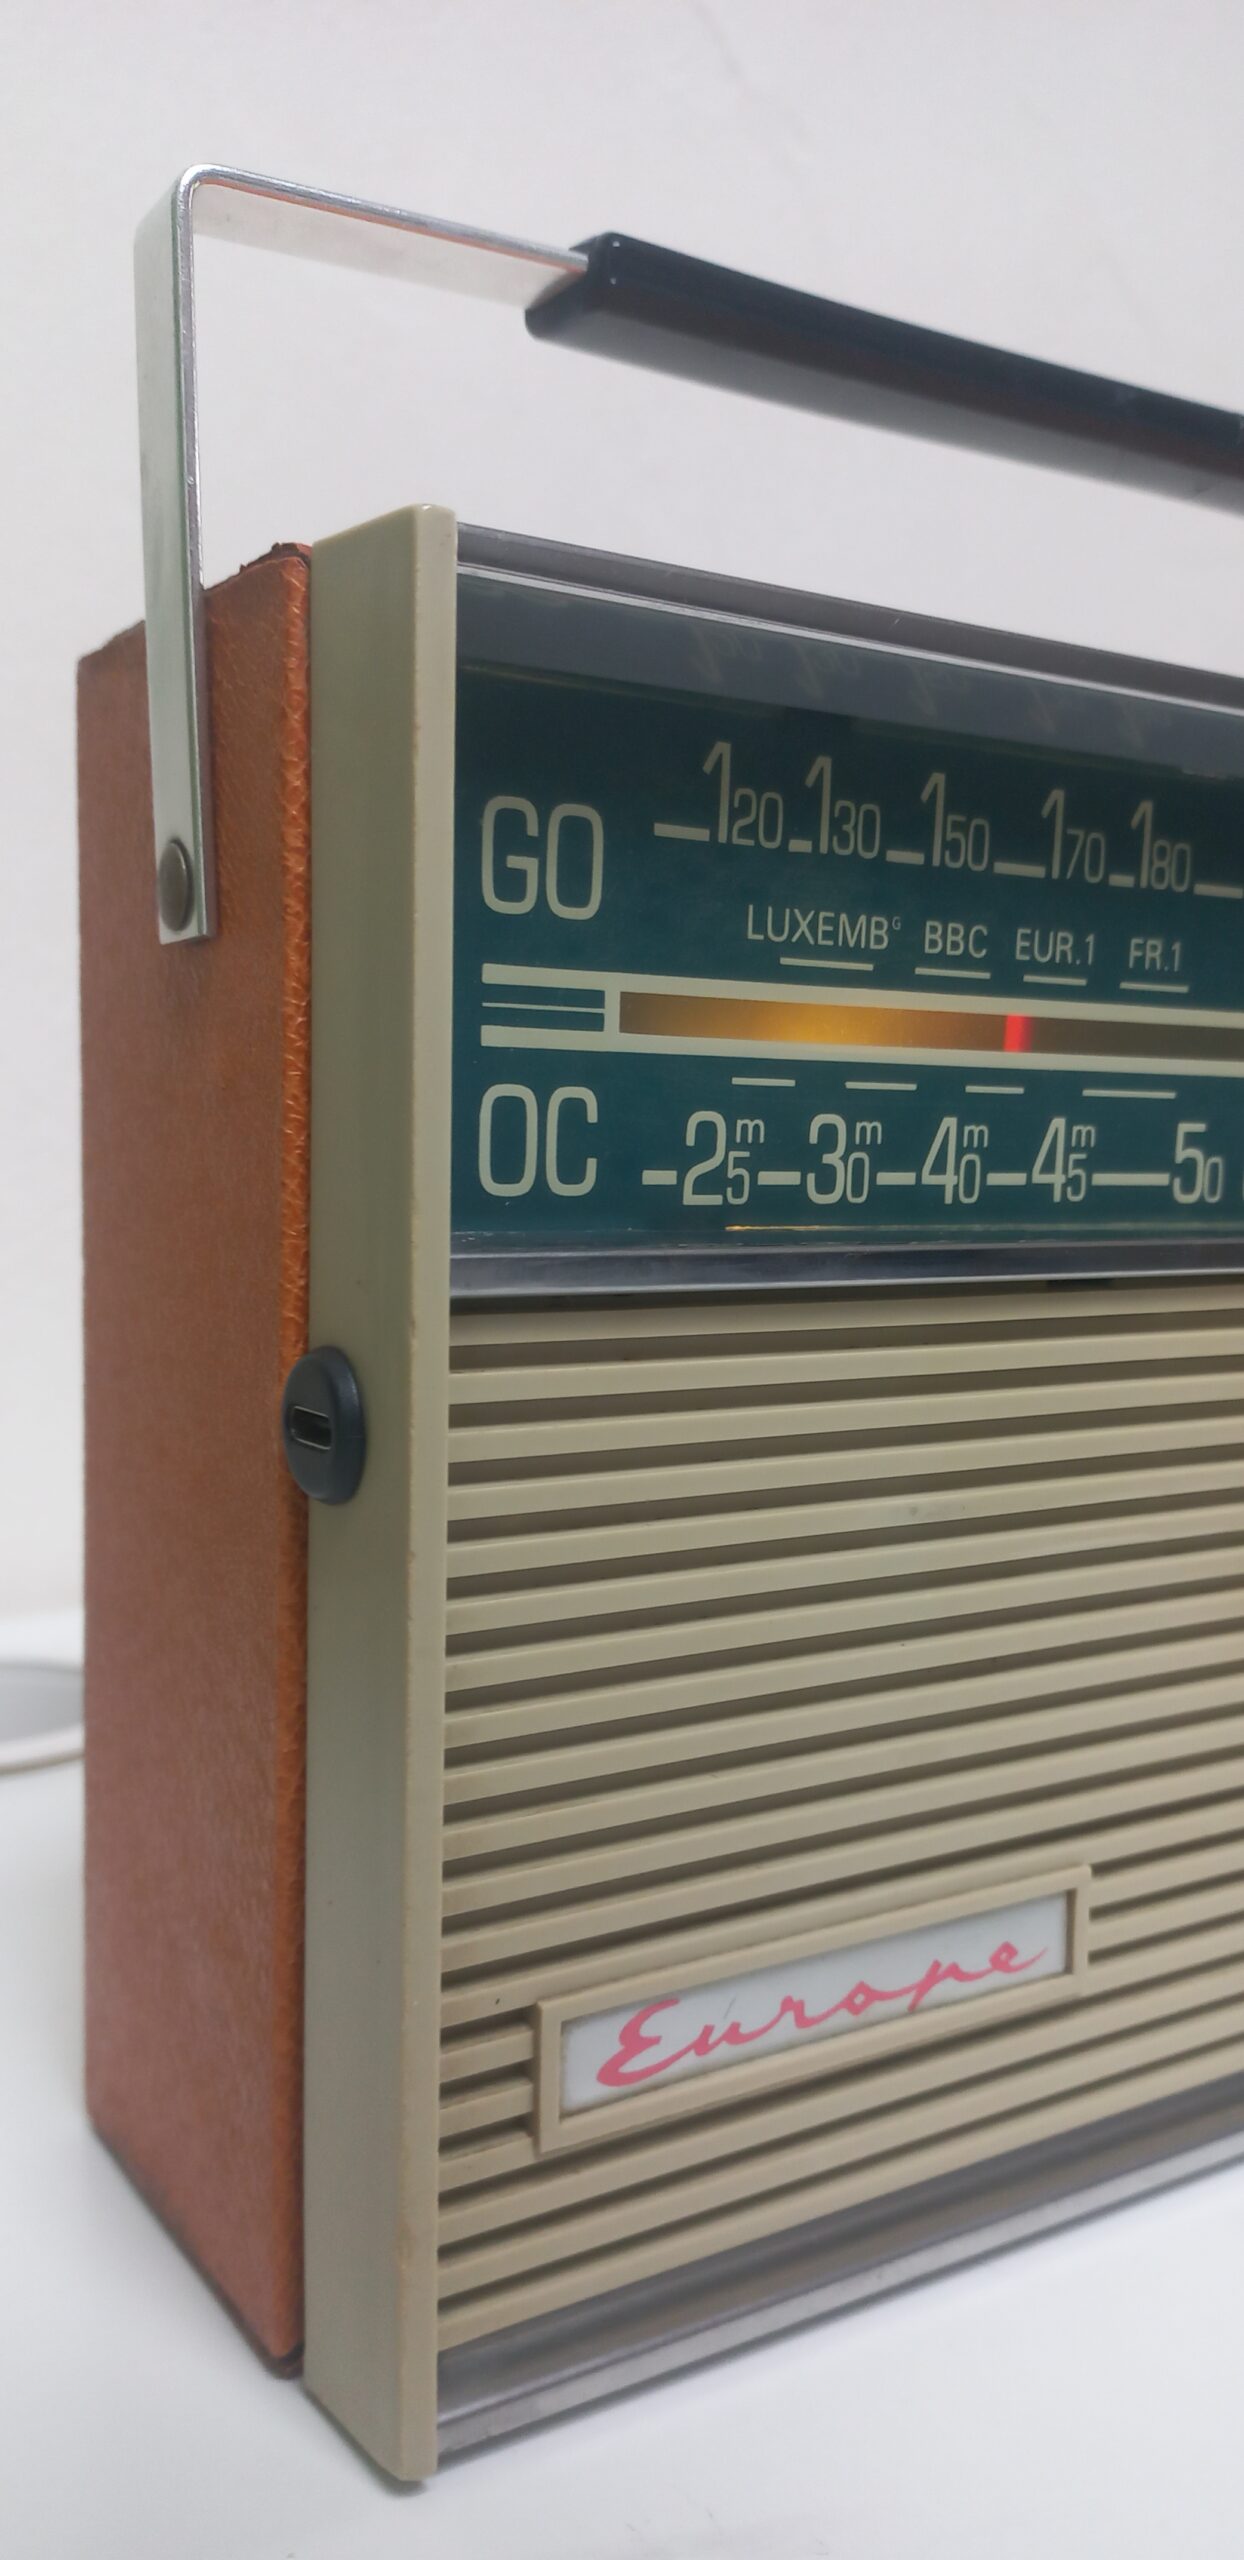 GO 120 130 150 170 180
LUXEMBᴳ BBC EUR.1 FR.1
OC 25m 30m 40m 45m 50
Europe